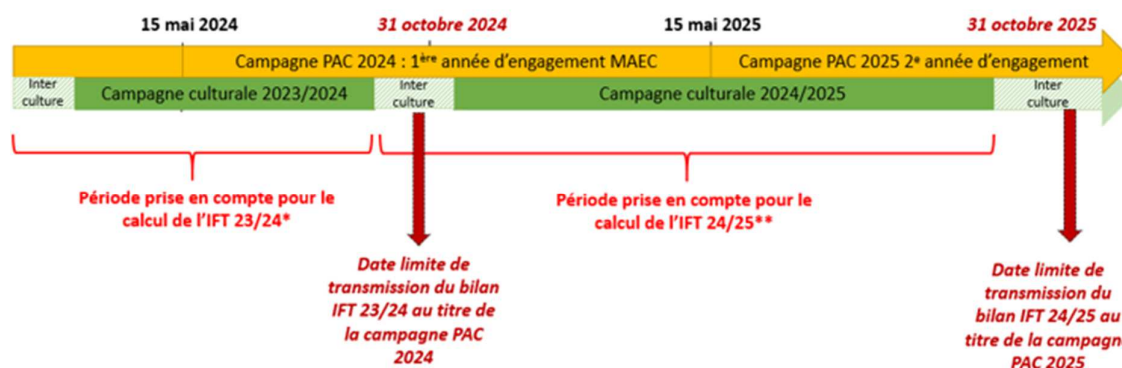 15 mai 2024
31 octobre 2024
15 mai 2025
31 octobre 2025
Campagne PAC 2024 : 1ère année d'engagement MAEC
Campagne PAC 2025 2e année d'engagement
Inter
culture
Campagne culturale 2023/2024
Inter
culture
Campagne culturale 2024/2025
Inter
culture
Période prise en compte pour le
calcul de l'IFT 23/24*
Période prise en compte pour le
calcul de l'IFT 24/25**
Date limite de
transmission du bilan
IFT 23/24 au titre de
la campagne PAC
2024
Date limite de
transmission du
bilan IFT 24/25 au
titre de la campagne
PAC 2025